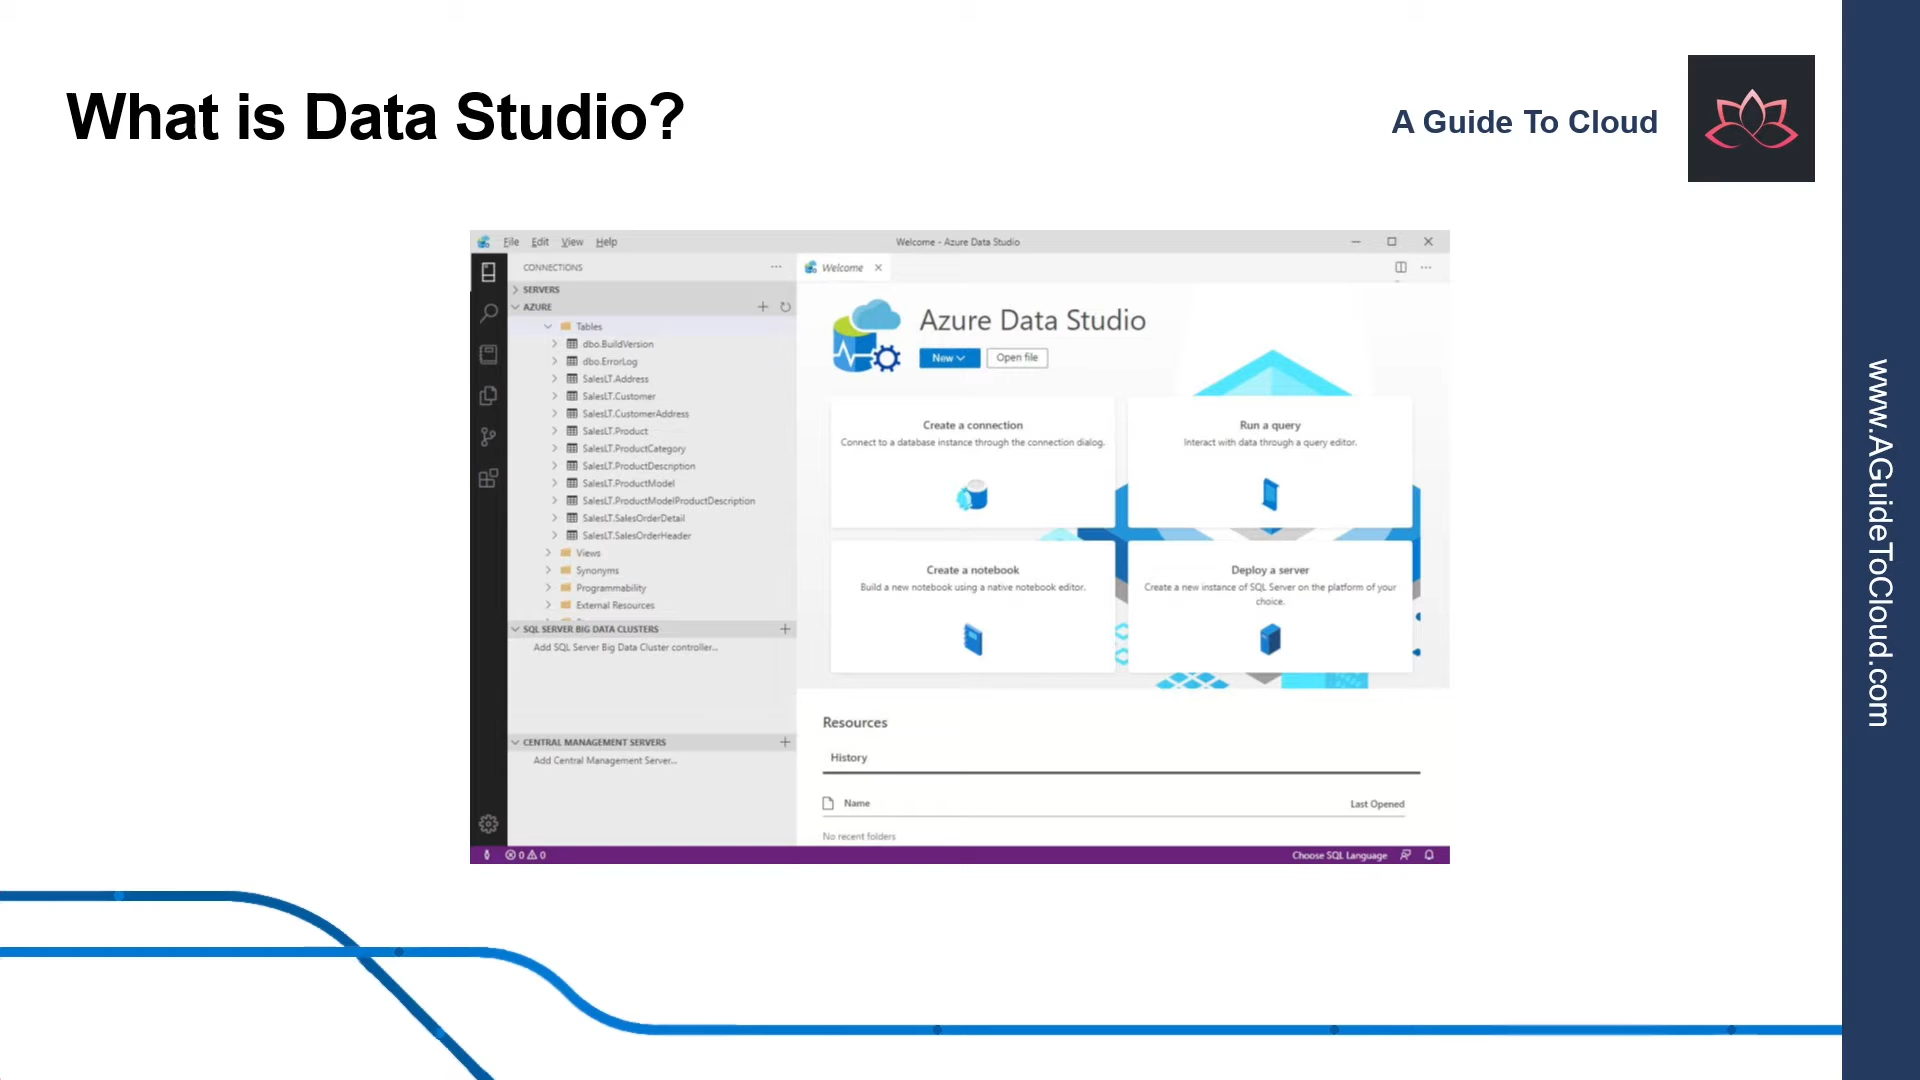 What is Data Studio?
A Guide To Cloud
www.AGuideToCloud.com
File Edit View Help
Welcome - Azure Data Studio
CONNECTIONS
Welcome
SERVERS
AZURE
Tables
dbo.BuildVersion
dbo.ErrorLog
SalesLT.Address
SalesLT.Customer
SalesLT.CustomerAddress
SalesLT.Product
SalesLT.ProductCategory
SalesLT.ProductDescription
SalesLT.ProductModel
SalesLT.ProductModelProductDescription
SalesLT.SalesOrderDetail
SalesLT.SalesOrderHeader
Views
Synonyms
Programmability
External Resources
SQL SERVER BIG DATA CLUSTERS
Add SQL Server Big Data Cluster controller...
CENTRAL MANAGEMENT SERVERS
Add Central Management Server...
Azure Data Studio
New
Open file
Create a connection
Connect to a database instance through the connection dialog.
Run a query
Interact with data through a query editor.
Create a notebook
Build a new notebook using a native notebook editor.
Deploy a server
Create a new instance of SQL Server on the platform of your
choice.
Resources
History
Name
Last Opened
No recent folders
0 0
Choose SQL Language